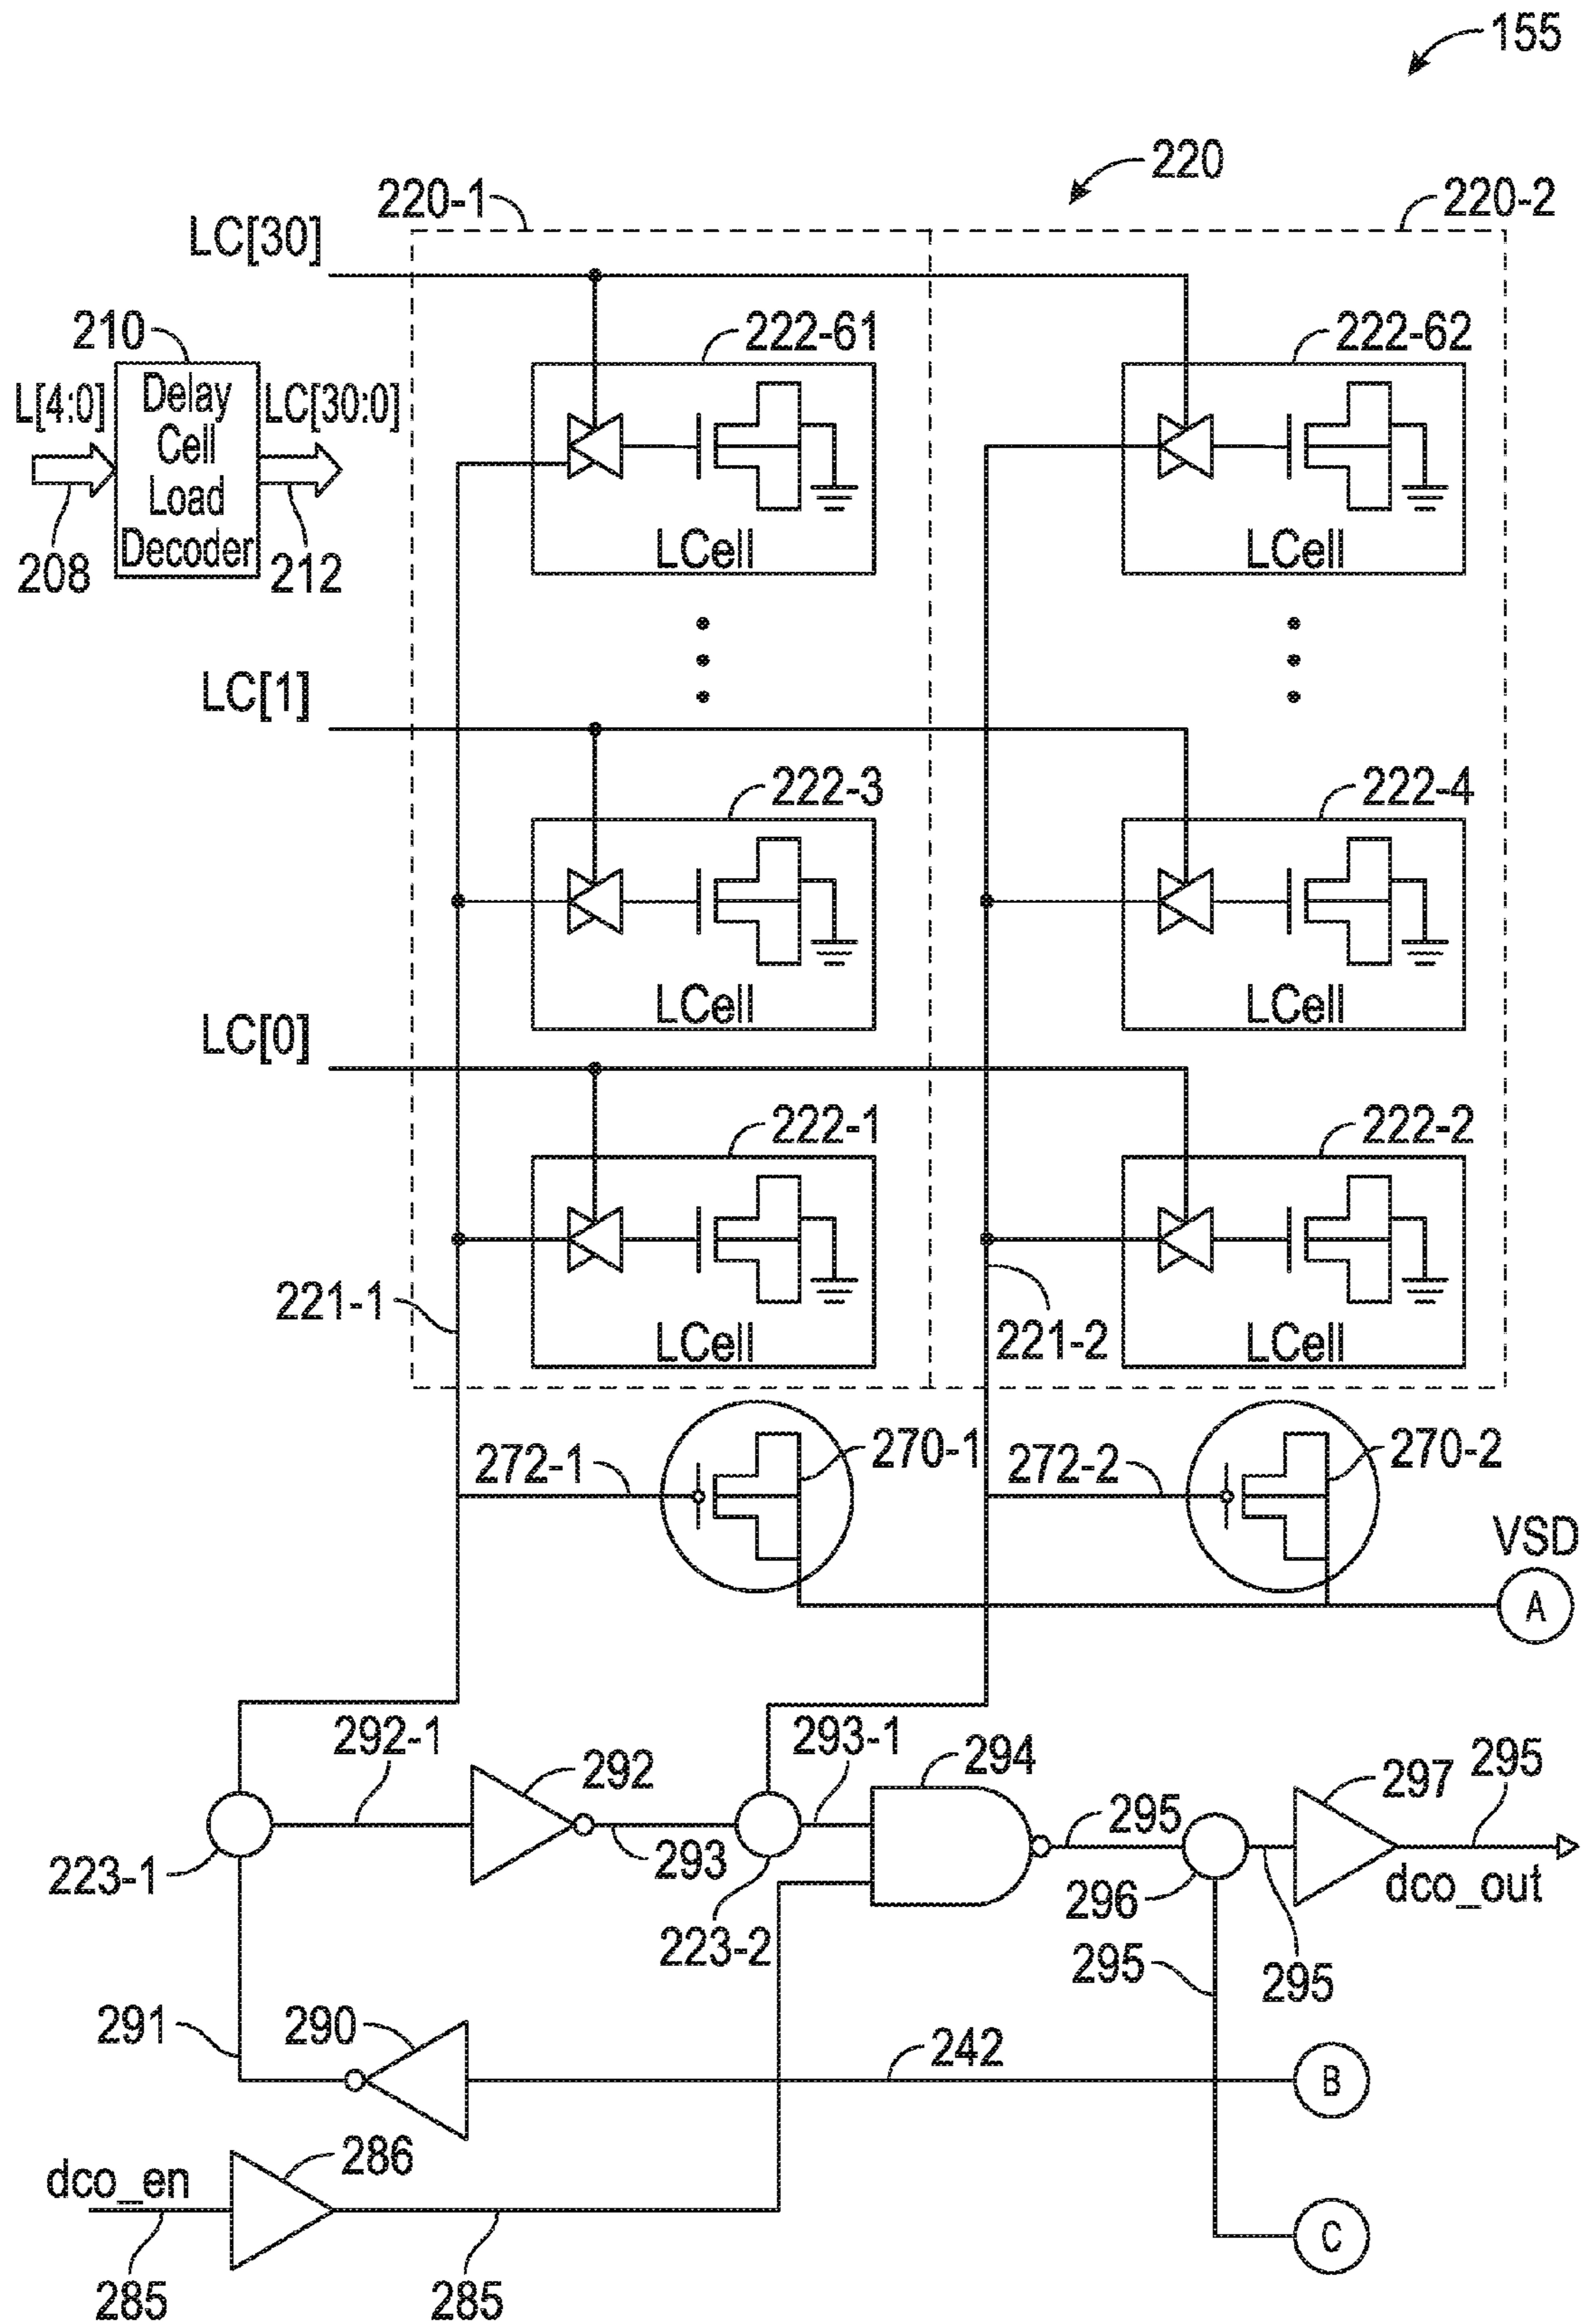 155
220
220-1
220-2
LC[30]
210
222-61
222-62
L[4:0]
Delay
Cell
Load
Decoder
LC[30:0]
208
212
LCell
LCell
LC[1]
222-3
222-4
LCell
LCell
LC[0]
222-1
222-2
221-1
221-2
LCell
LCell
272-1
270-1
272-2
270-2
VSD
A
292-1
292
293-1
294
295
297
295
223-1
293
223-2
296
dco_out
295
295
291
290
242
B
dco_en
286
C
285
285